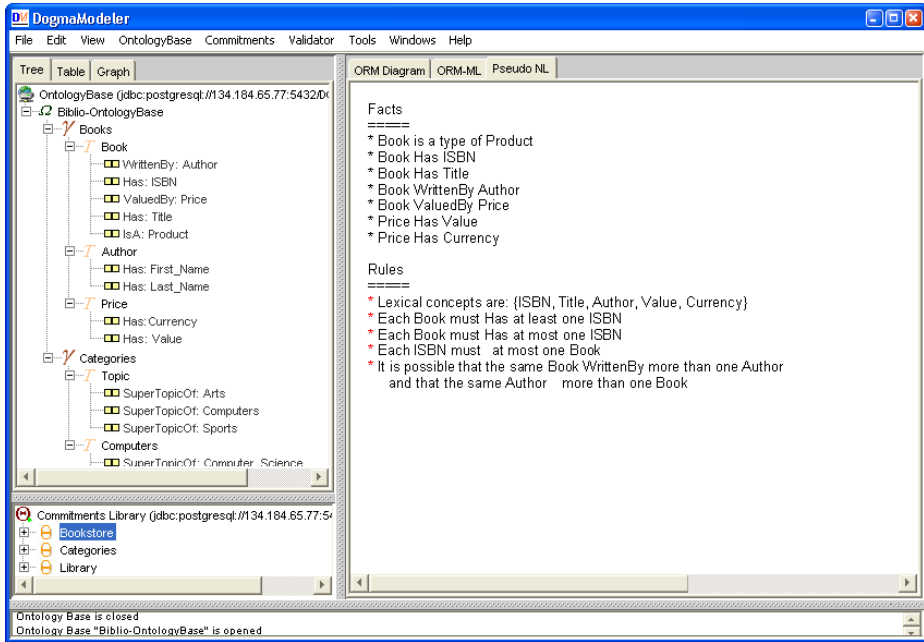 DogmaModeler
File Edit View OntologyBase Commitments Validator Tools Windows Help
Tree Table Graph
OntologyBase (jdbc:postgresql://134.184.65.77:5432/D
Biblio-OntologyBase
Books
Book
WrittenBy: Author
Has: ISBN
ValuedBy: Price
Has: Title
IsA: Product
Author
Has: First_Name
Has: Last_Name
Price
Has: Currency
Has: Value
Categories
Topic
SuperTopicOf: Arts
SuperTopicOf: Computers
SuperTopicOf: Sports
Computers
SuperTopicOf: Computer_Science
Commitments Library (jdbc:postgresql://134.184.65.77:5
Bookstore
Categories
Library
ORM Diagram ORM-ML Pseudo NL
Facts
=====
* Book is a type of Product
* Book Has ISBN
* Book Has Title
* Book WrittenBy Author
* Book ValuedBy Price
* Price Has Value
* Price Has Currency
Rules
=====
* Lexical concepts are: {ISBN, Title, Author, Value, Currency}
* Each Book must Has at least one ISBN
* Each Book must Has at most one ISBN
* Each ISBN must at most one Book
* It is possible that the same Book WrittenBy more than one Author
and that the same Author more than one Book
Ontology Base is closed
Ontology Base "Biblio-OntologyBase" is opened